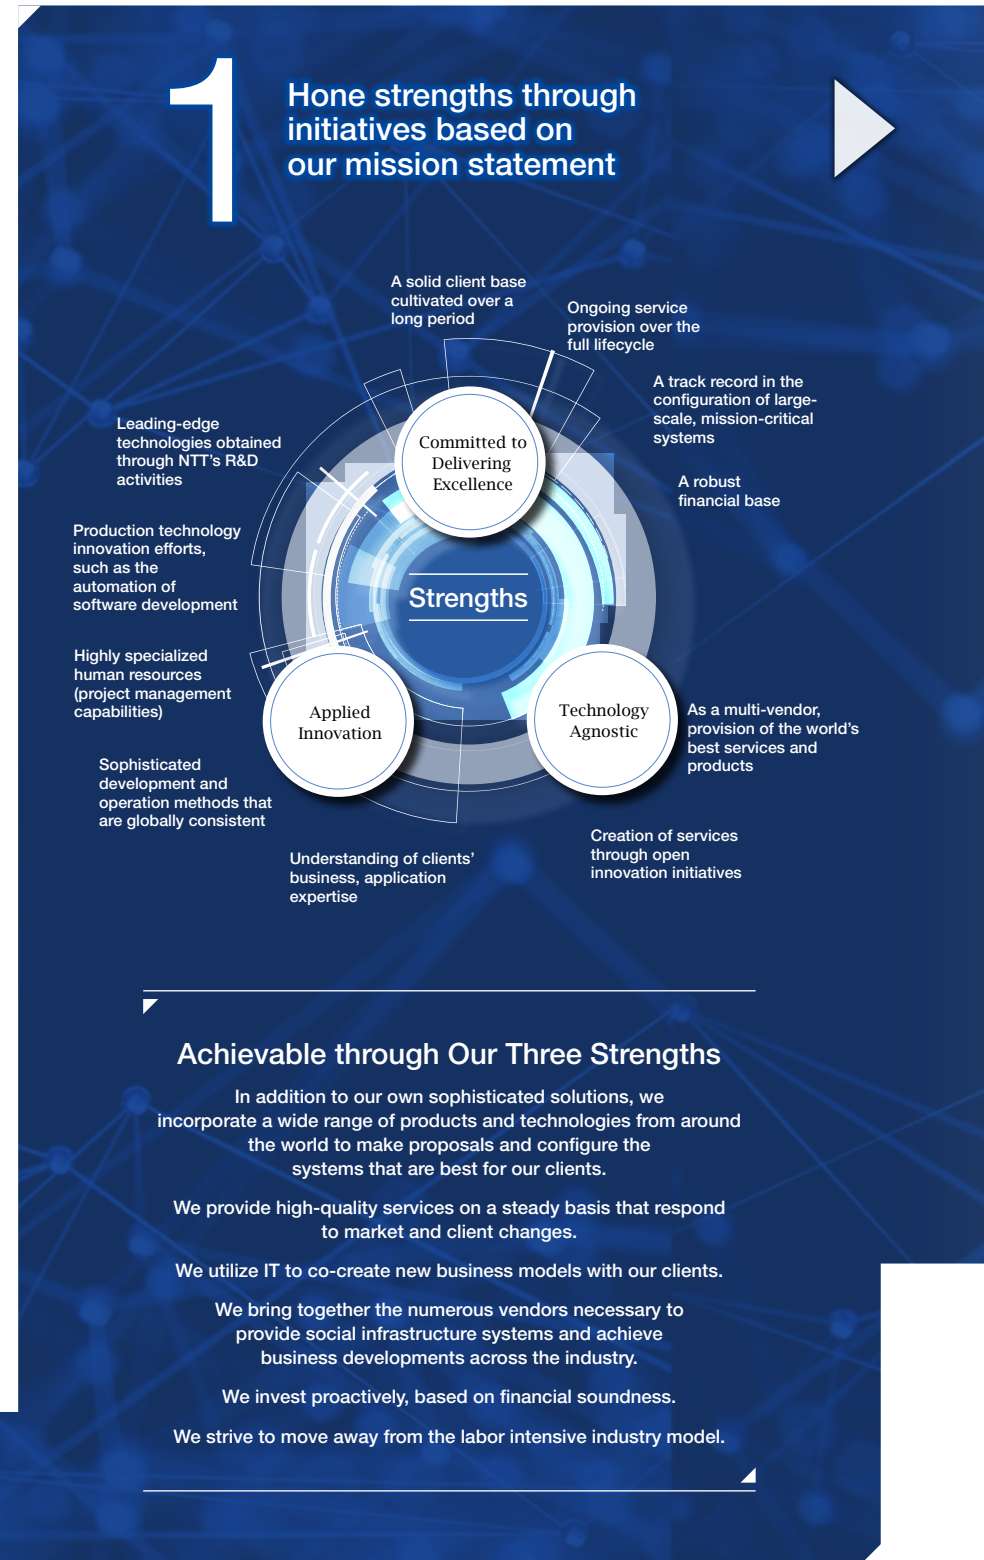 1
Hone strengths through
initiatives based on
our mission statement
A solid client base
cultivated over a
long period
Ongoing service
provision over the
full lifecycle
A track record in the
configuration of large-
scale, mission-critical
systems
A robust
financial base
Committed to
Delivering
Excellence
Leading-edge
technologies obtained
through NTT’s R&D
activities
Production technology
innovation efforts,
such as the
automation of
software development
Highly specialized
human resources
(project management
capabilities)
Sophisticated
development and
operation methods that
are globally consistent
Understanding of clients’
business, application
expertise
Strengths
Applied
Innovation
Technology
Agnostic
As a multi-vendor,
provision of the world’s
best services and
products
Creation of services
through open
innovation initiatives
Achievable through Our Three Strengths
In addition to our own sophisticated solutions, we
incorporate a wide range of products and technologies from around
the world to make proposals and configure the
systems that are best for our clients.
We provide high-quality services on a steady basis that respond
to market and client changes.
We utilize IT to co-create new business models with our clients.
We bring together the numerous vendors necessary to
provide social infrastructure systems and achieve
business developments across the industry.
We invest proactively, based on financial soundness.
We strive to move away from the labor intensive industry model.